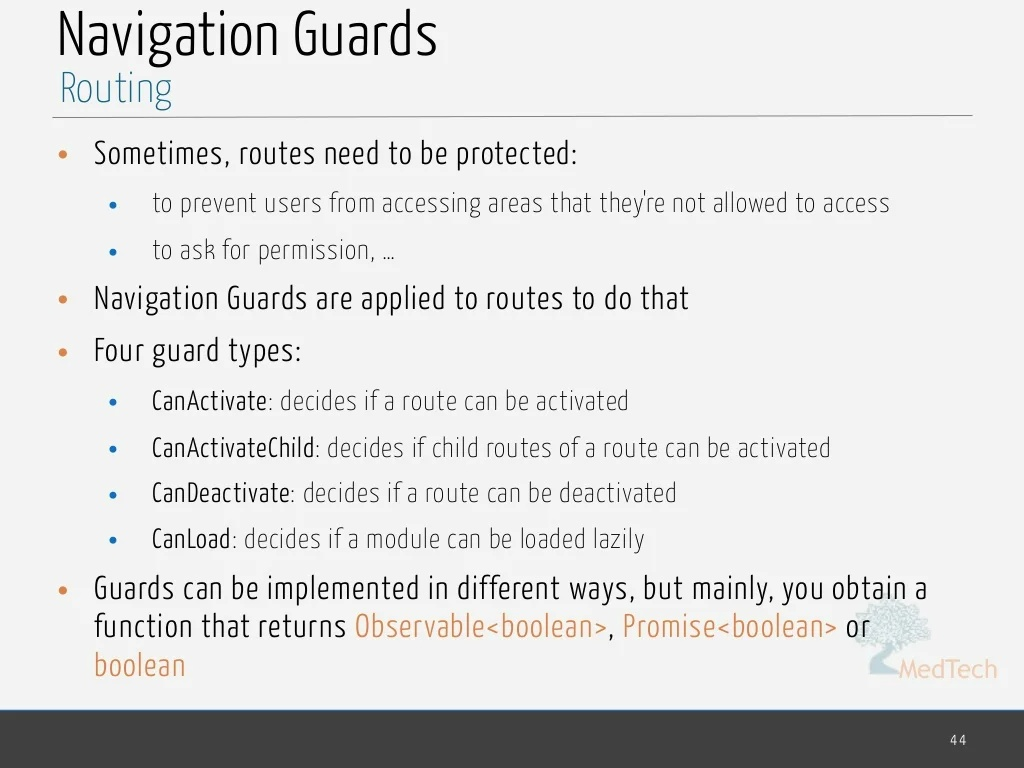 Navigation Guards
Routing
• Sometimes, routes need to be protected:
• to prevent users from accessing areas that they're not allowed to access
• to ask for permission, …
• Navigation Guards are applied to routes to do that
• Four guard types:
• CanActivate: decides if a route can be activated
• CanActivateChild: decides if child routes of a route can be activated
• CanDeactivate: decides if a route can be deactivated
• CanLoad: decides if a module can be loaded lazily
• Guards can be implemented in different ways, but mainly, you obtain a
function that returns Observable<boolean>, Promise<boolean> or
boolean
MedTech
44